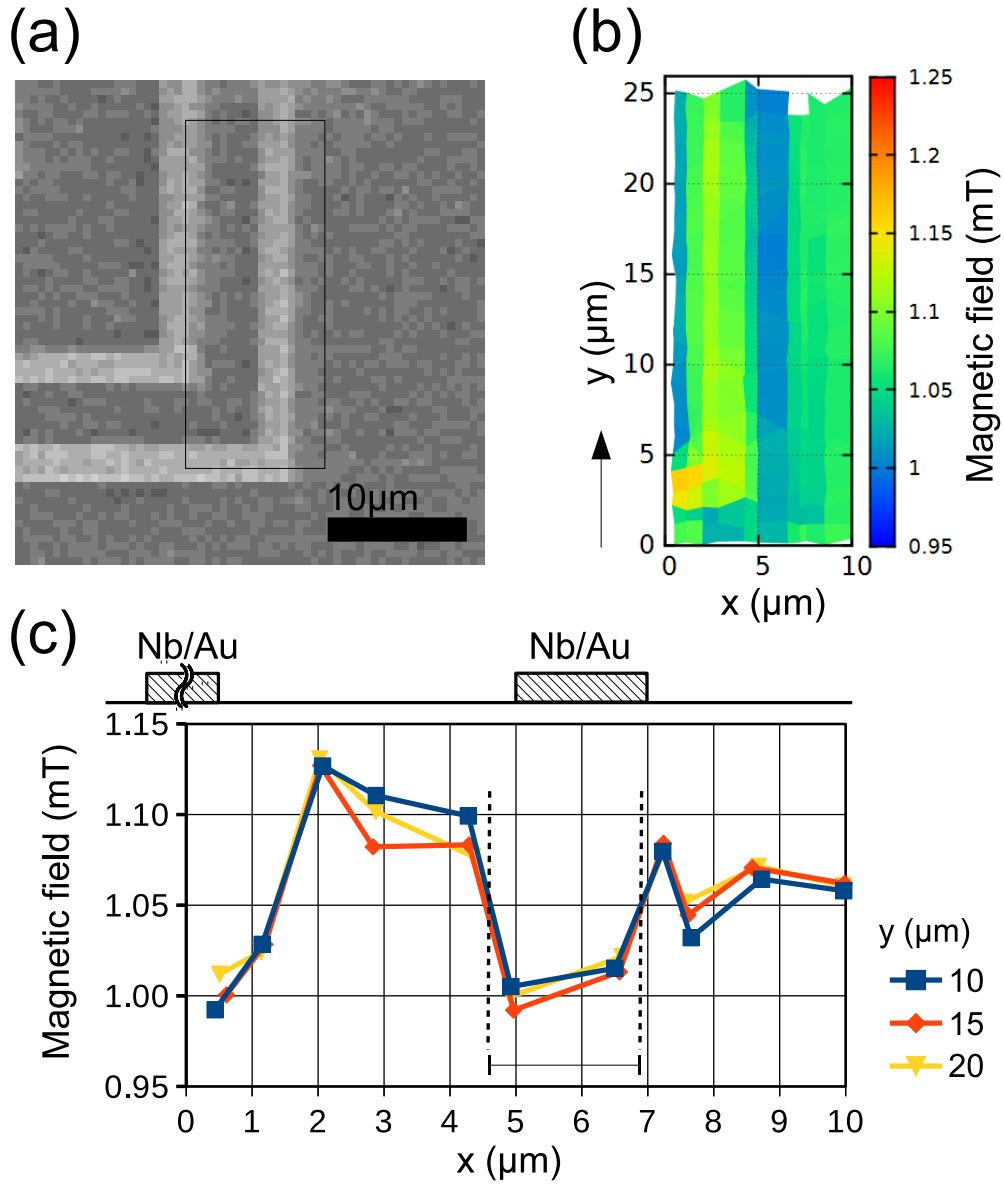 (a)
10µm
(b)
25
20
15
10
5
0
y (µm)
0 5 10
x (µm)
1.25
1.2
1.15
1.1
1.05
1
0.95
Magnetic field (mT)
(c)
Nb/Au Nb/Au
1.15
1.10
1.05
1.00
0.95
Magnetic field (mT)
0 1 2 3 4 5 6 7 8 9 10
x (µm)
y (µm)
10
15
20